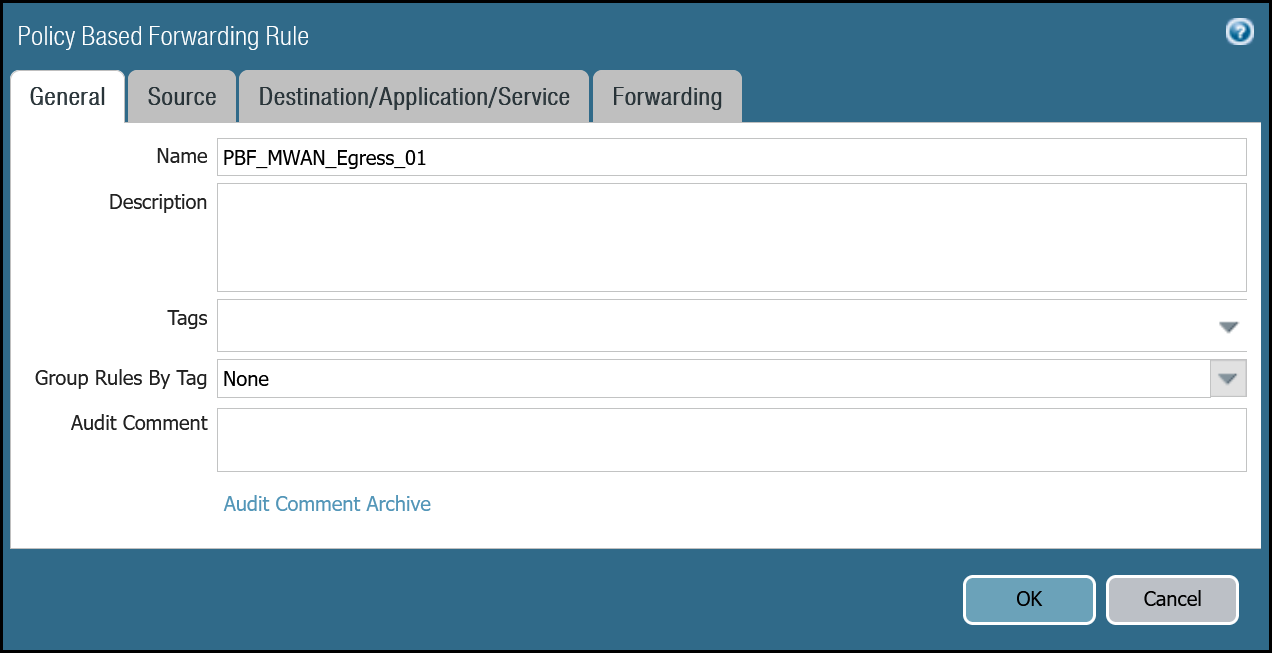 Policy Based Forwarding Rule
?
General Source Destination/Application/Service Forwarding
Name PBF_MWAN_Egress_01
Description
Tags
Group Rules By Tag None
Audit Comment
Audit Comment Archive
OK Cancel